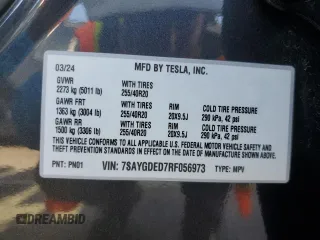 03/24 MFD BY TESLA, INC.
GVWR
2273 kg (5011 lb) WITH TIRES 255/40R20
GAWR FRT WITH TIRES RIM COLD TIRE PRESSURE
1363 kg (3004 lb) 255/40R20 20X9.5J 290 kPa, 42 psi
GAWR RR WITH TIRES RIM COLD TIRE PRESSURE
1500 kg (3306 lb) 255/40R20 20X9.5J 290 kPa, 42 psi
THIS VEHICLE CONFORMS TO ALL APPLICABLE U.S. FEDERAL MOTOR VEHICLE SAFETY AND
THEFT PREVENTION STANDARDS IN EFFECT ON THE DATE OF MANUFACTURE SHOWN ABOVE.
PNT: PN01 VIN: 7SAYGDED7RF056973 TYPE: MPV
DREAMBID